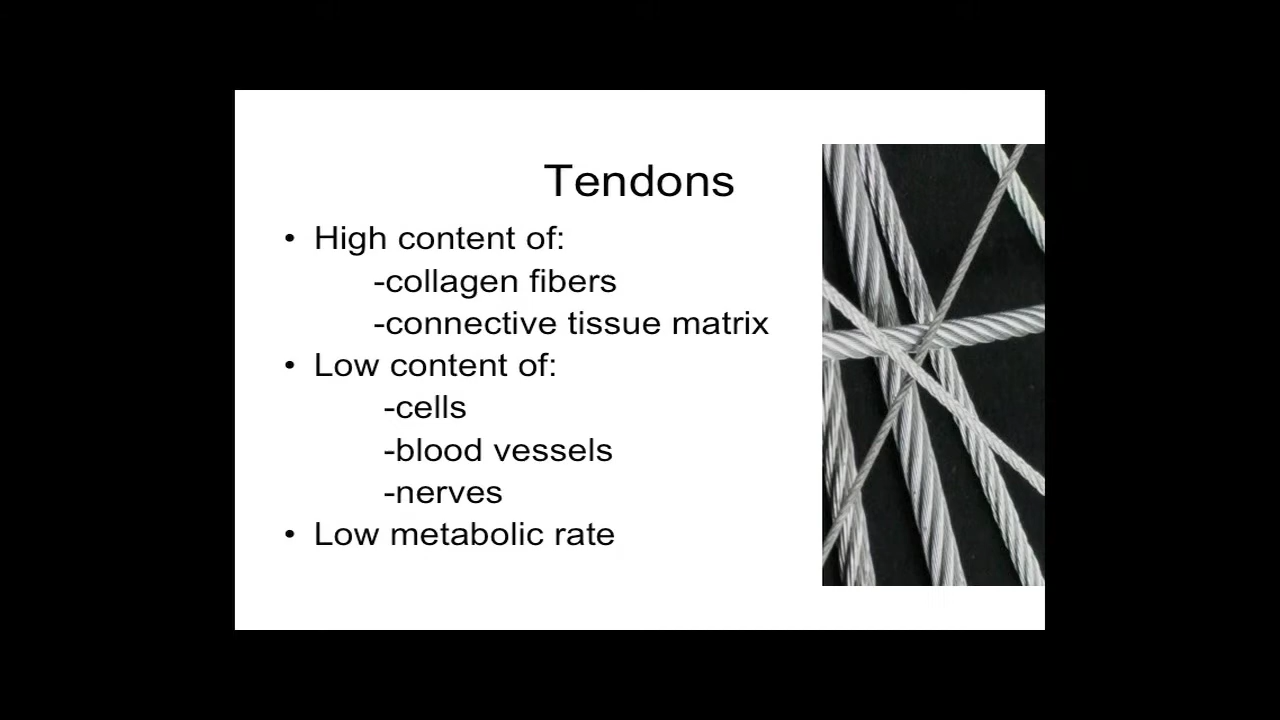 Tendons
• High content of:
-collagen fibers
-connective tissue matrix
• Low content of:
-cells
-blood vessels
-nerves
• Low metabolic rate